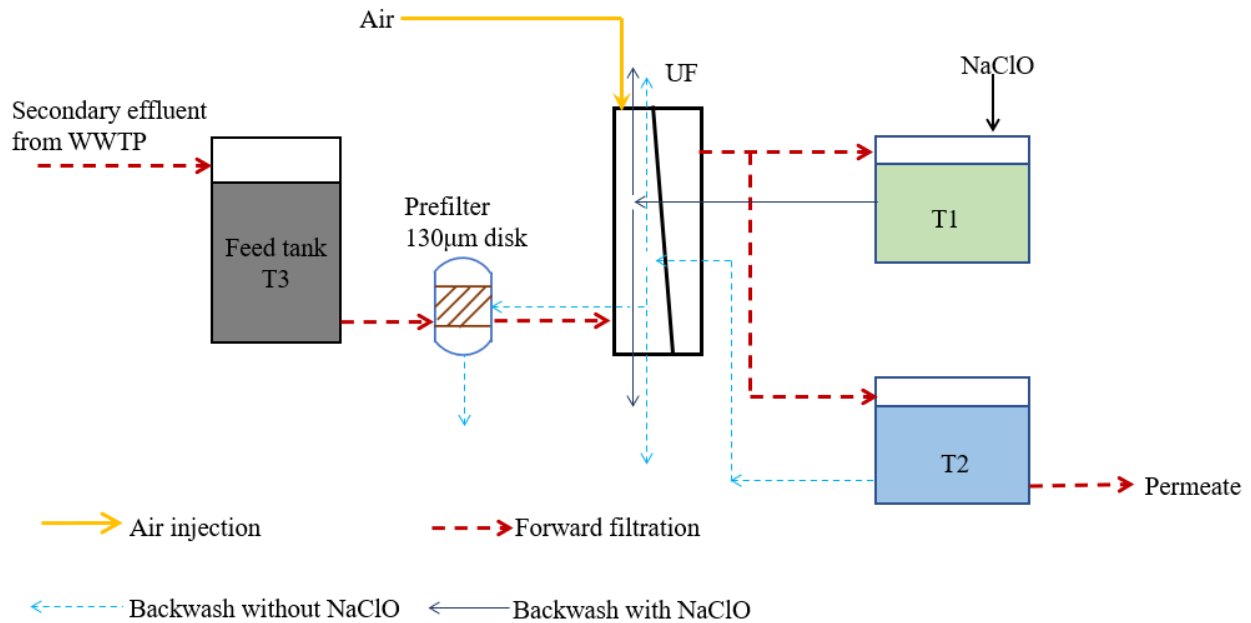 Air
UF
NaClO
Secondary effluent
from WWTP
Prefilter
130μm disk
T1
Feed tank
T3
T2
Permeate
Air injection
Forward filtration
Backwash without NaClO
Backwash with NaClO